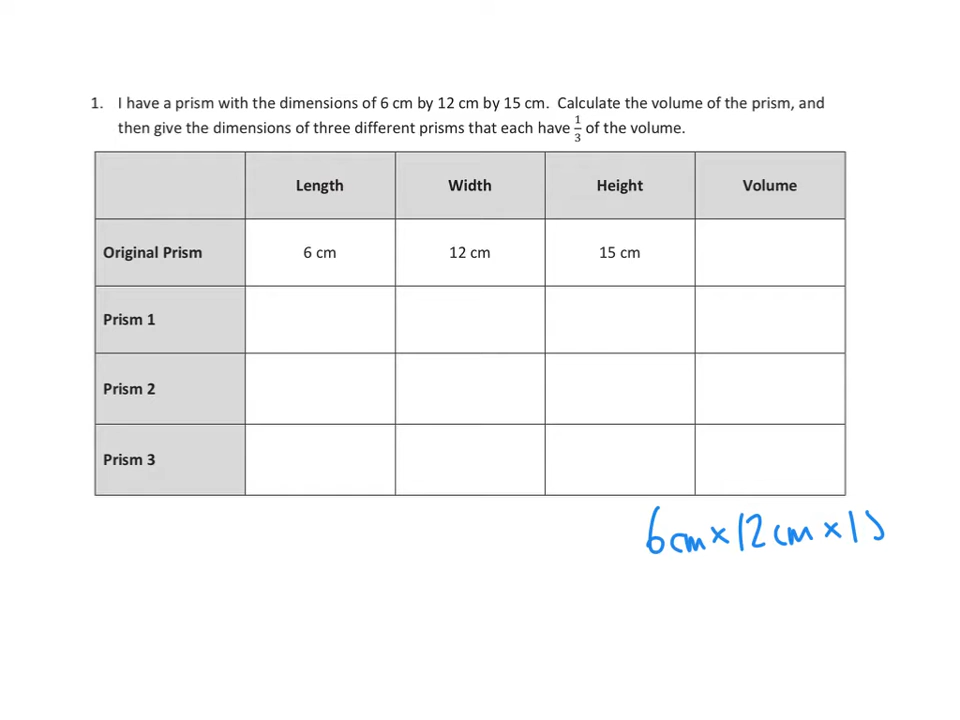 1. I have a prism with the dimensions of 6 cm by 12 cm by 15 cm. Calculate the volume of the prism, and
then give the dimensions of three different prisms that each have 1/3 of the volume.
Length Width Height Volume
Original Prism 6 cm 12 cm 15 cm
Prism 1
Prism 2
Prism 3
6cm×12cm×15